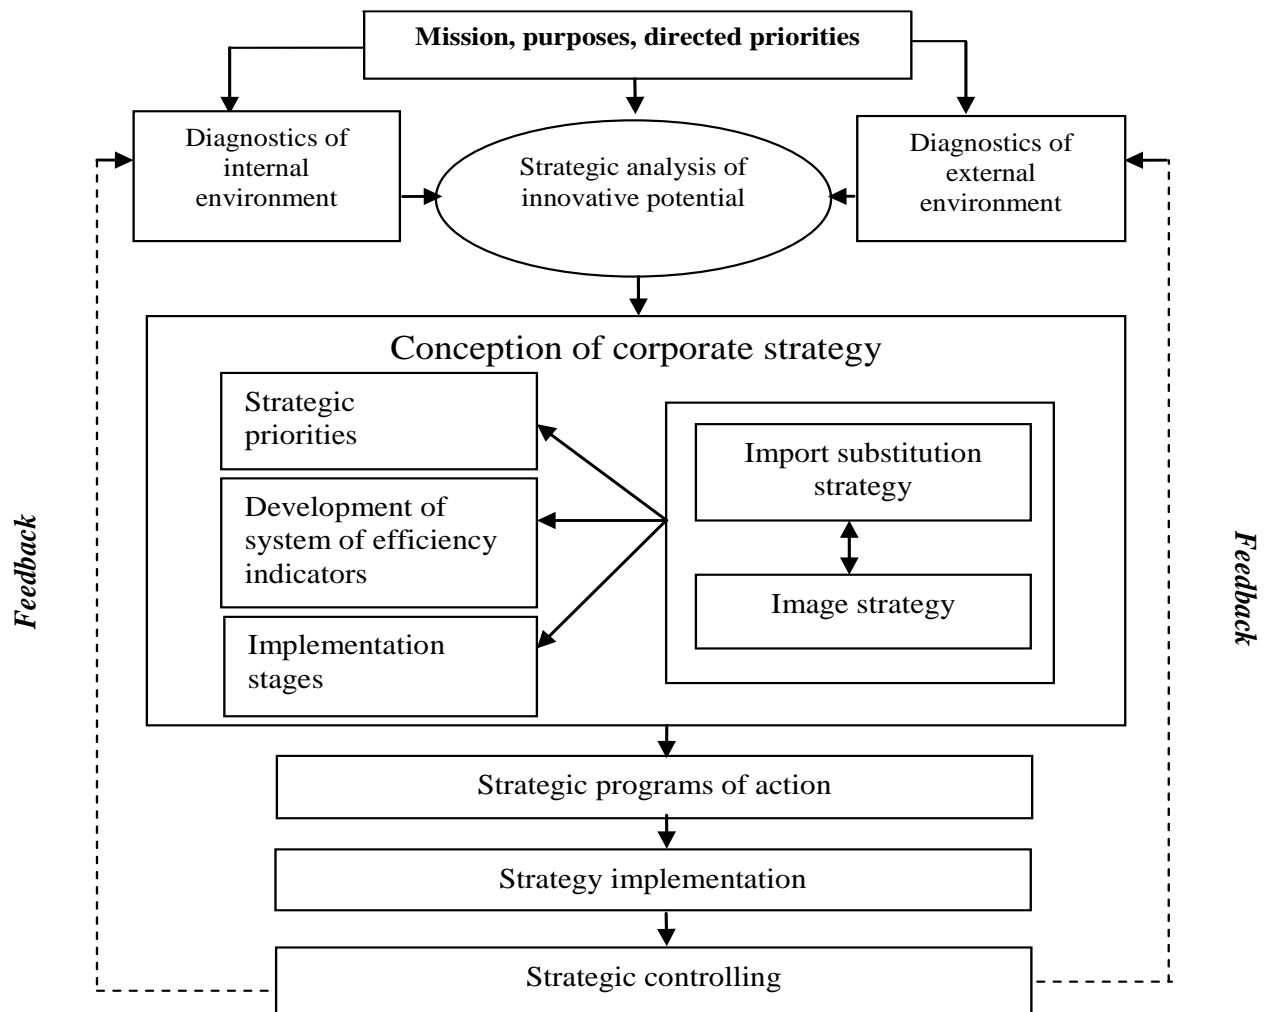 Mission, purposes, directed priorities
Diagnostics of
internal
environment
Strategic analysis of
innovative potential
Diagnostics of
external
environment
Conception of corporate strategy
Strategic
priorities
Development of
system of efficiency
indicators
Implementation
stages
Import substitution
strategy
Image strategy
Feedback
Feedback
Strategic programs of action
Strategy implementation
Strategic controlling